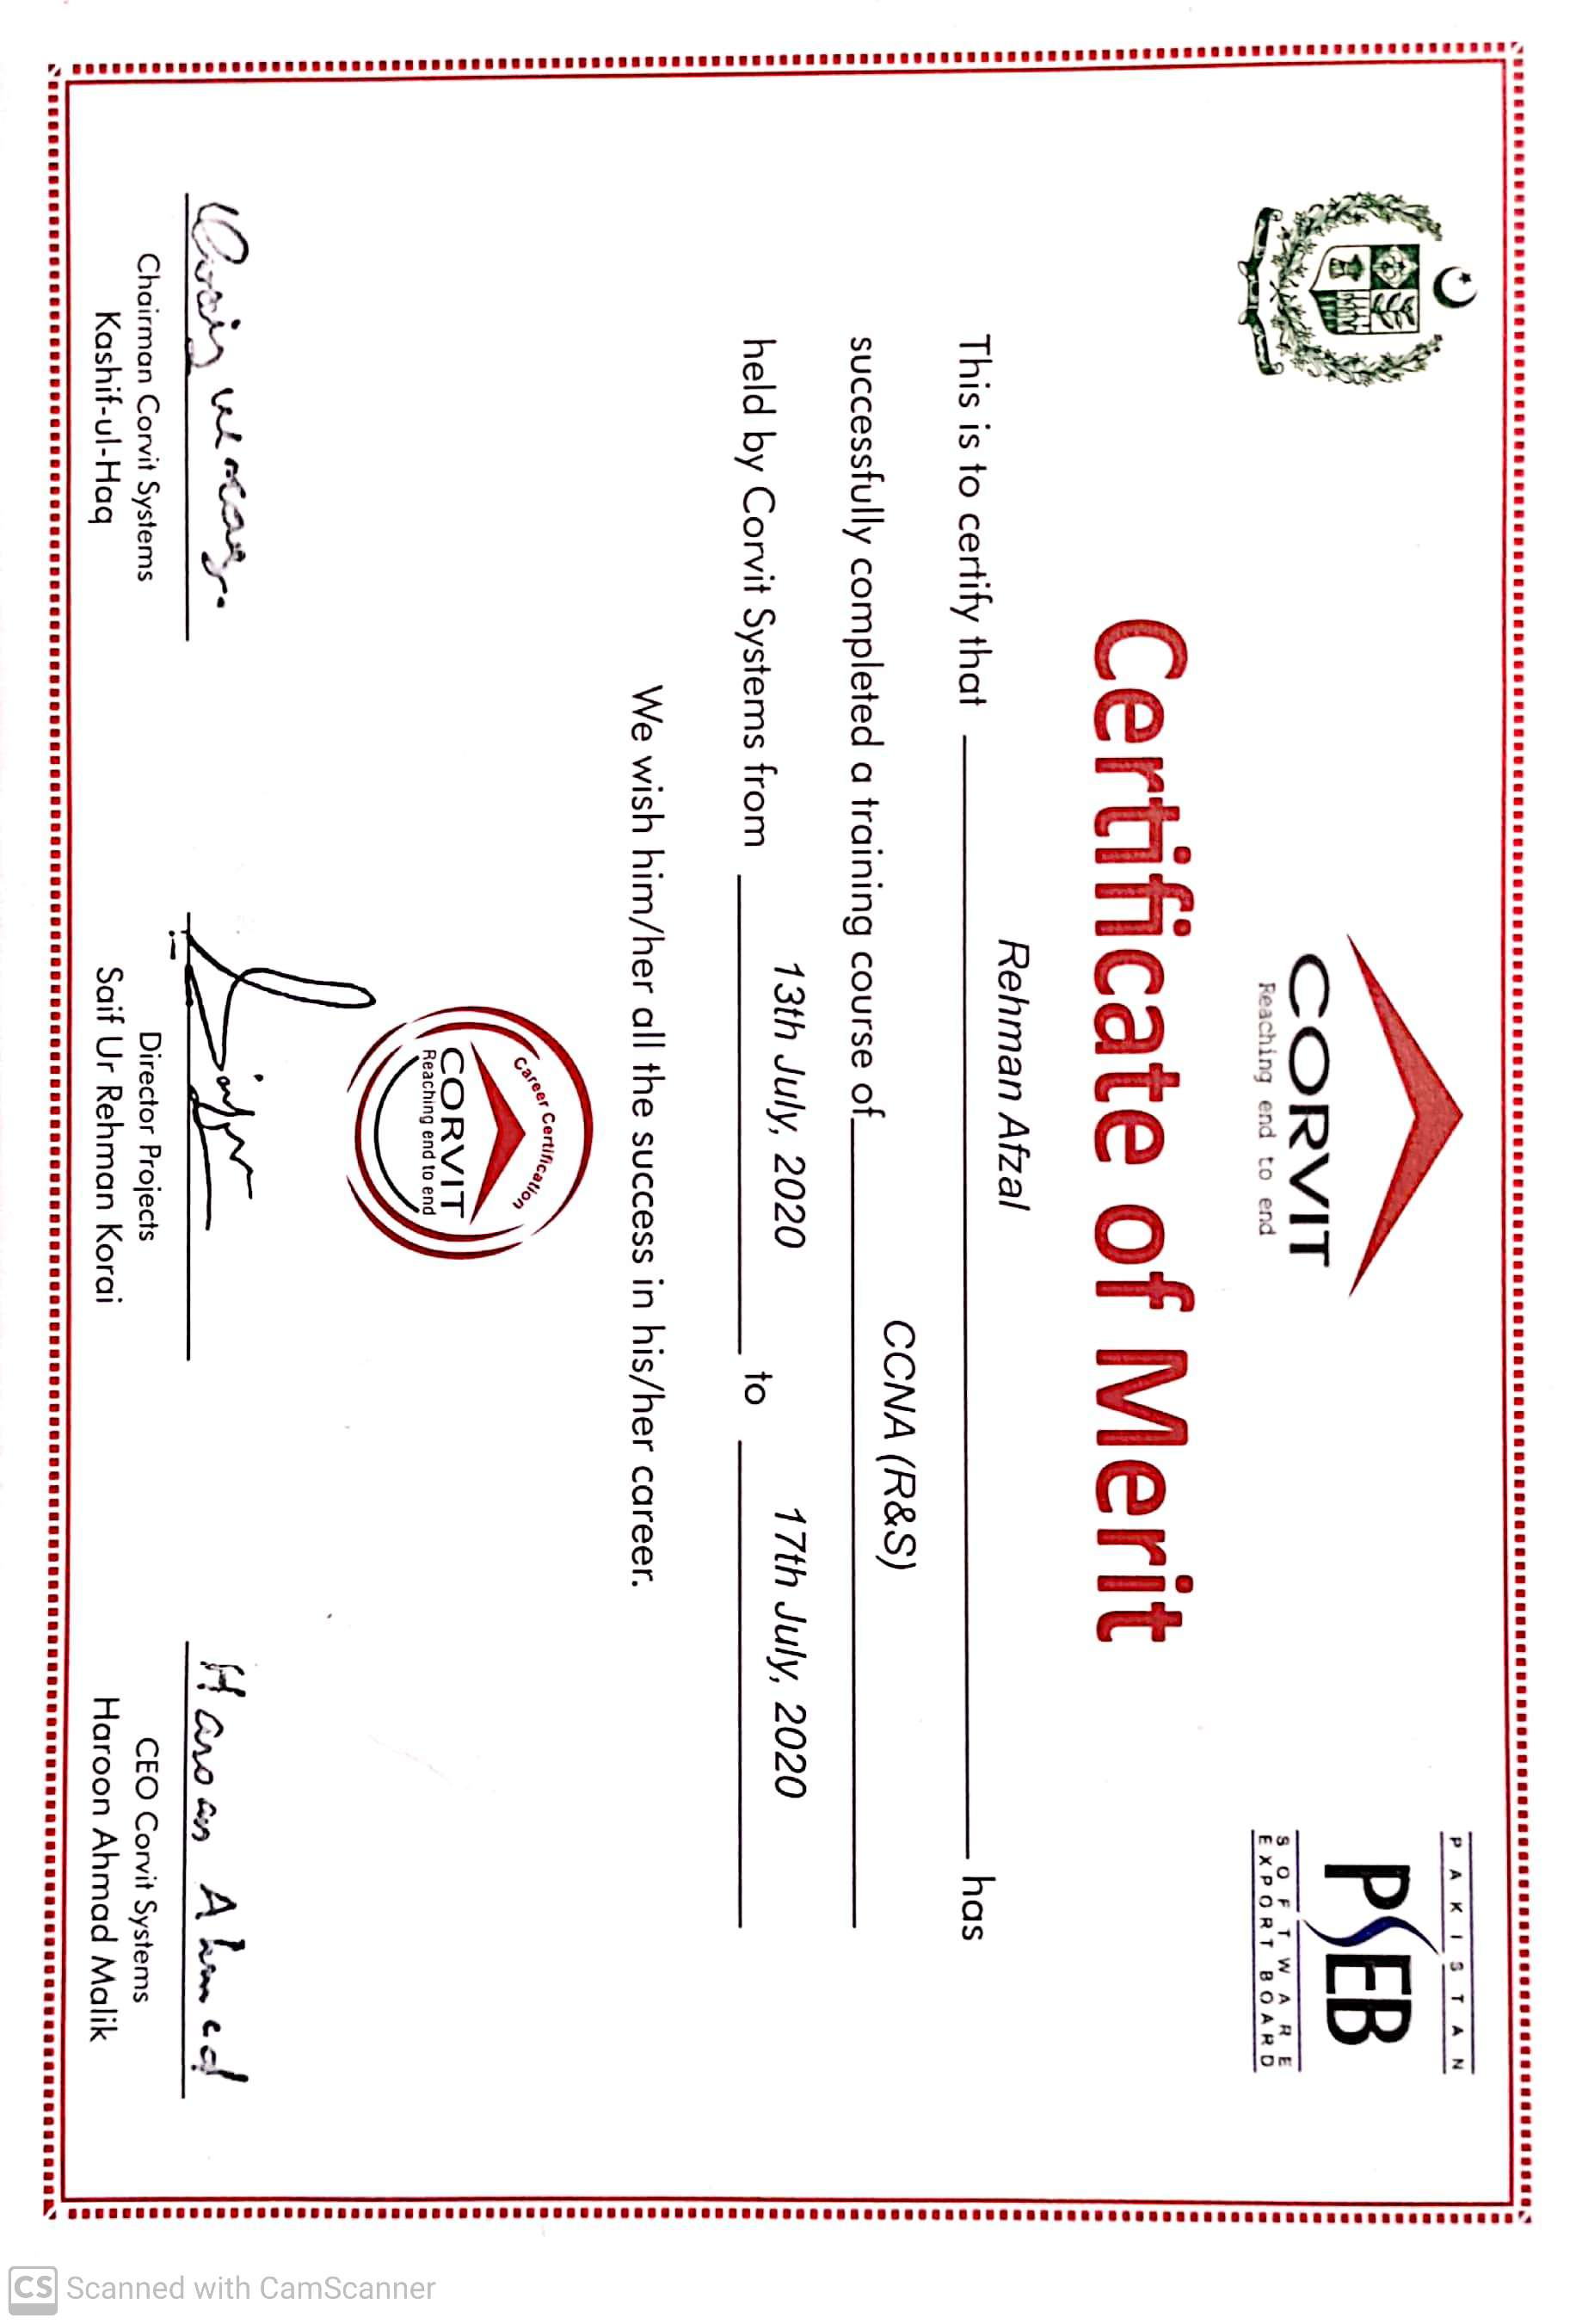 PAKISTAN
PSEB
SOFTWARE
EXPORT BOARD
CORVIT
Reaching end to end
Certificate of Merit
This is to certify that Rehman Afzal has
successfully completed a training course of CCNA (R&S)
held by Corvit Systems from 13th July, 2020 to 17th July, 2020
We wish him/her all the success in his/her career.
Career Certification
CORVIT
Reaching end to end
Haroon Ahmed
Chairman Corvit Systems
Kashif-ul-Haq
Director Projects
Saif Ur Rehman Korai
CEO Corvit Systems
Haroon Ahmad Malik
CS Scanned with CamScanner